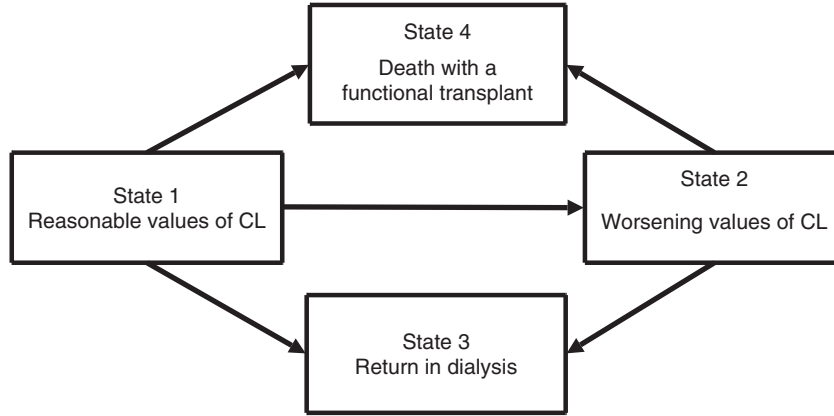 State 4
Death with a
functional transplant
State 1
Reasonable values of CL
State 2
Worsening values of CL
State 3
Return in dialysis